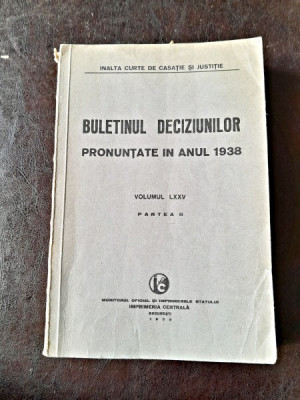 INALTA CURTE DE CASAȚIE ȘI JUSTIȚIE
BULETINUL DECIZIUNILOR
PRONUNȚATE IN ANUL 1938
VOLUMUL LXXV
PARTEA II
MONITORUL OFICIAL ȘI IMPRIMERIILE STATULUI
IMPRIMERIA CENTRALĂ
BUCUREȘTI